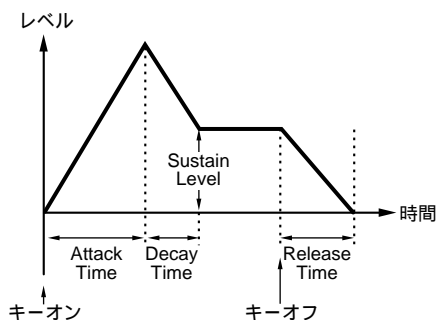 レベル
Sustain
Level
時間
Attack
Time
Decay
Time
Release
Time
キーオン
キーオフ